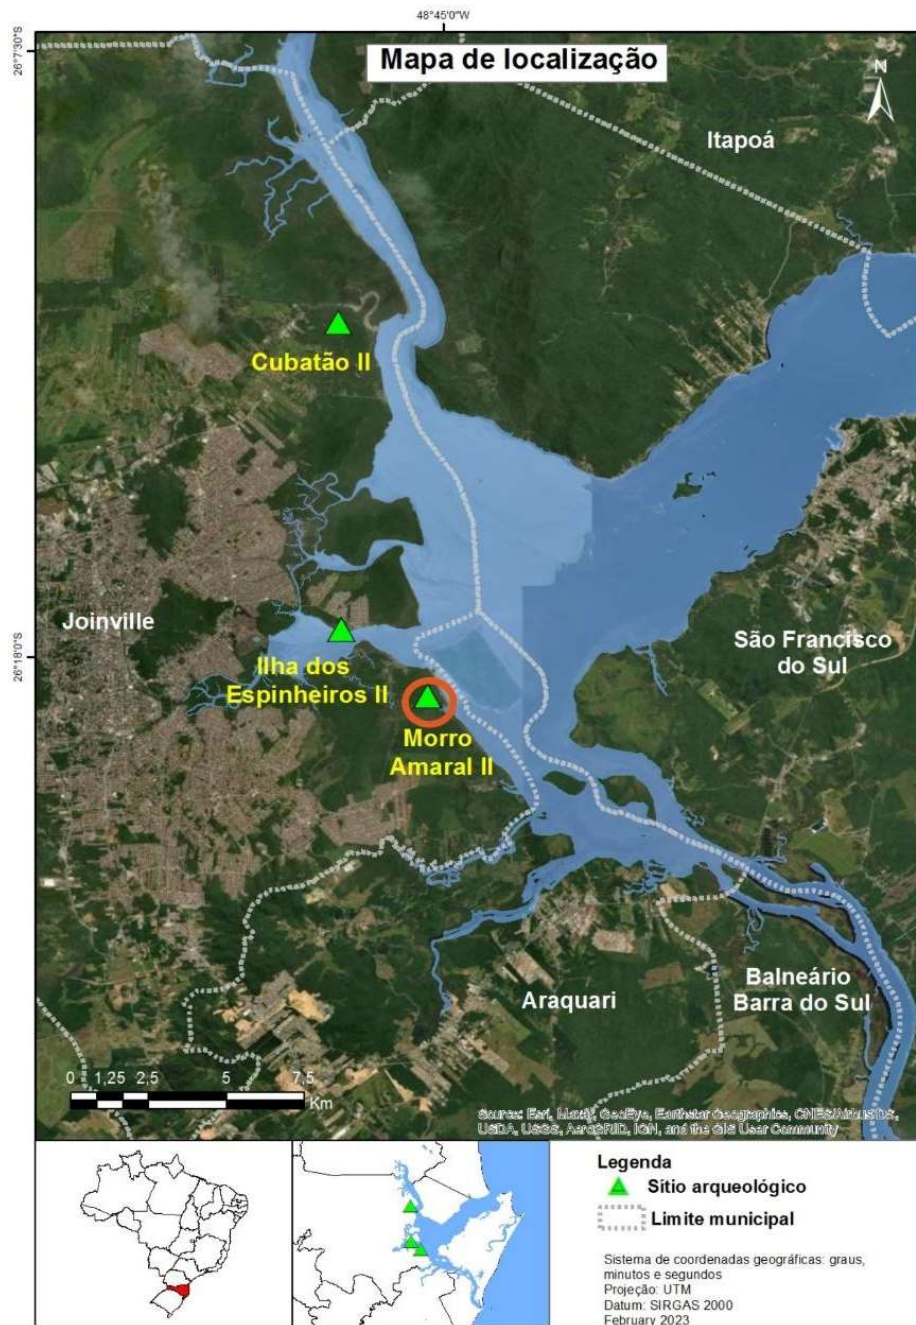 48°45'0"W
26°7'30"S
Mapa de localização
N
Itapoá
Cubatão II
Joinville
26°18'0"S
Ilha dos
Espinheiros II
São Francisco
do Sul
Morro
Amaral II
Araquari
Balneário
Barra do Sul
0 1,25 2,5 5 7,5
Km
Source: Esri, Maxar, GeoEye, Earthstar Geographics, CNES/Airbus DS,
USDA, USGS, AeroGRID, IGN, and the GIS User Community
Legenda
Sitio arqueológico
Limite municipal
Sistema de coordenadas geográficas: graus,
minutos e segundos
Projeção: UTM
Datum: SIRGAS 2000
February 2023